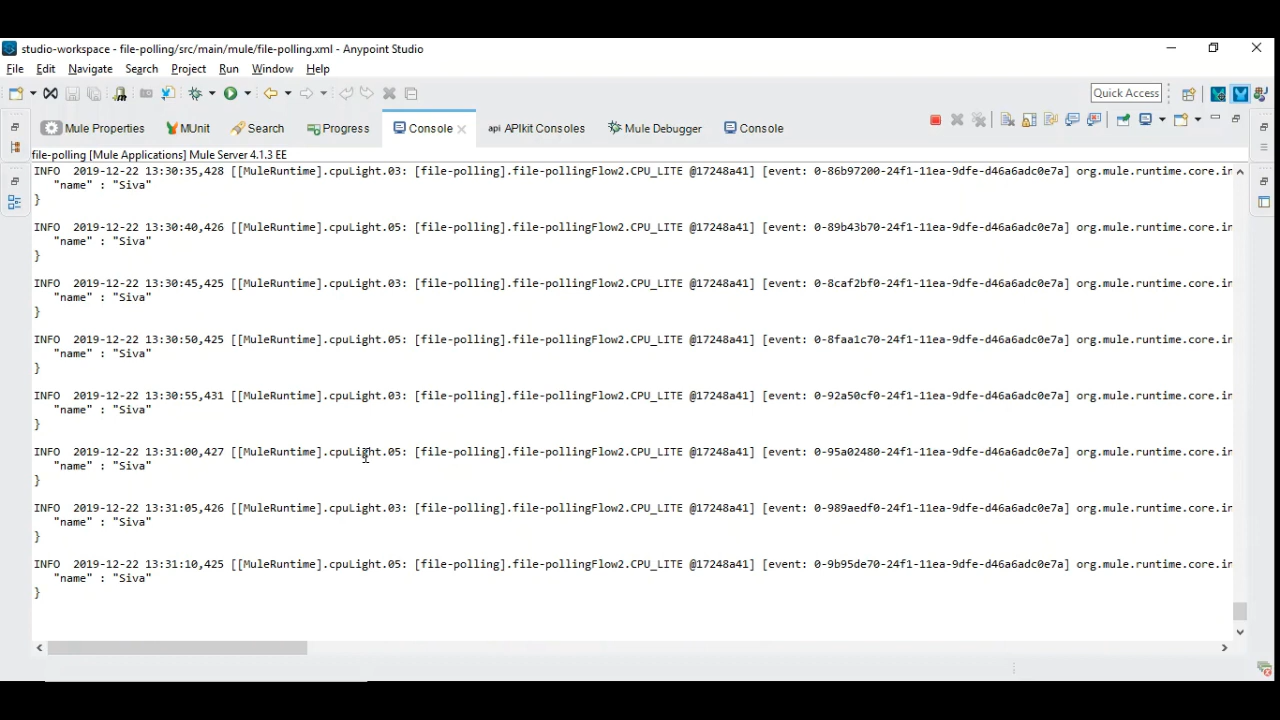 studio-workspace - file-polling/src/main/mule/file-polling.xml - Anypoint Studio
File Edit Navigate Search Project Run Window Help
Quick Access
Mule Properties MUnit Search Progress Console api APIkit Consoles Mule Debugger Console
file-polling [Mule Applications] Mule Server 4.1.3 EE
INFO  2019-12-22 13:30:35,428 [[MuleRuntime].cpuLight.03: [file-polling].file-pollingFlow2.CPU_LITE @17248a41] [event: 0-86b97200-24f1-11ea-9dfe-d46a6adc0e7a] org.mule.runtime.core.in
"name" : "Siva"
}
INFO  2019-12-22 13:30:40,426 [[MuleRuntime].cpuLight.05: [file-polling].file-pollingFlow2.CPU_LITE @17248a41] [event: 0-89b43b70-24f1-11ea-9dfe-d46a6adc0e7a] org.mule.runtime.core.in
"name" : "Siva"
}
INFO  2019-12-22 13:30:45,425 [[MuleRuntime].cpuLight.03: [file-polling].file-pollingFlow2.CPU_LITE @17248a41] [event: 0-8caf2bf0-24f1-11ea-9dfe-d46a6adc0e7a] org.mule.runtime.core.in
"name" : "Siva"
}
INFO  2019-12-22 13:30:50,425 [[MuleRuntime].cpuLight.05: [file-polling].file-pollingFlow2.CPU_LITE @17248a41] [event: 0-8faa1c70-24f1-11ea-9dfe-d46a6adc0e7a] org.mule.runtime.core.in
"name" : "Siva"
}
INFO  2019-12-22 13:30:55,431 [[MuleRuntime].cpuLight.03: [file-polling].file-pollingFlow2.CPU_LITE @17248a41] [event: 0-92a50cf0-24f1-11ea-9dfe-d46a6adc0e7a] org.mule.runtime.core.in
"name" : "Siva"
}
INFO  2019-12-22 13:31:00,427 [[MuleRuntime].cpuLight.05: [file-polling].file-pollingFlow2.CPU_LITE @17248a41] [event: 0-95a02480-24f1-11ea-9dfe-d46a6adc0e7a] org.mule.runtime.core.in
"name" : "Siva"
}
INFO  2019-12-22 13:31:05,426 [[MuleRuntime].cpuLight.03: [file-polling].file-pollingFlow2.CPU_LITE @17248a41] [event: 0-989aedf0-24f1-11ea-9dfe-d46a6adc0e7a] org.mule.runtime.core.in
"name" : "Siva"
}
INFO  2019-12-22 13:31:10,425 [[MuleRuntime].cpuLight.05: [file-polling].file-pollingFlow2.CPU_LITE @17248a41] [event: 0-9b95de70-24f1-11ea-9dfe-d46a6adc0e7a] org.mule.runtime.core.in
"name" : "Siva"
}